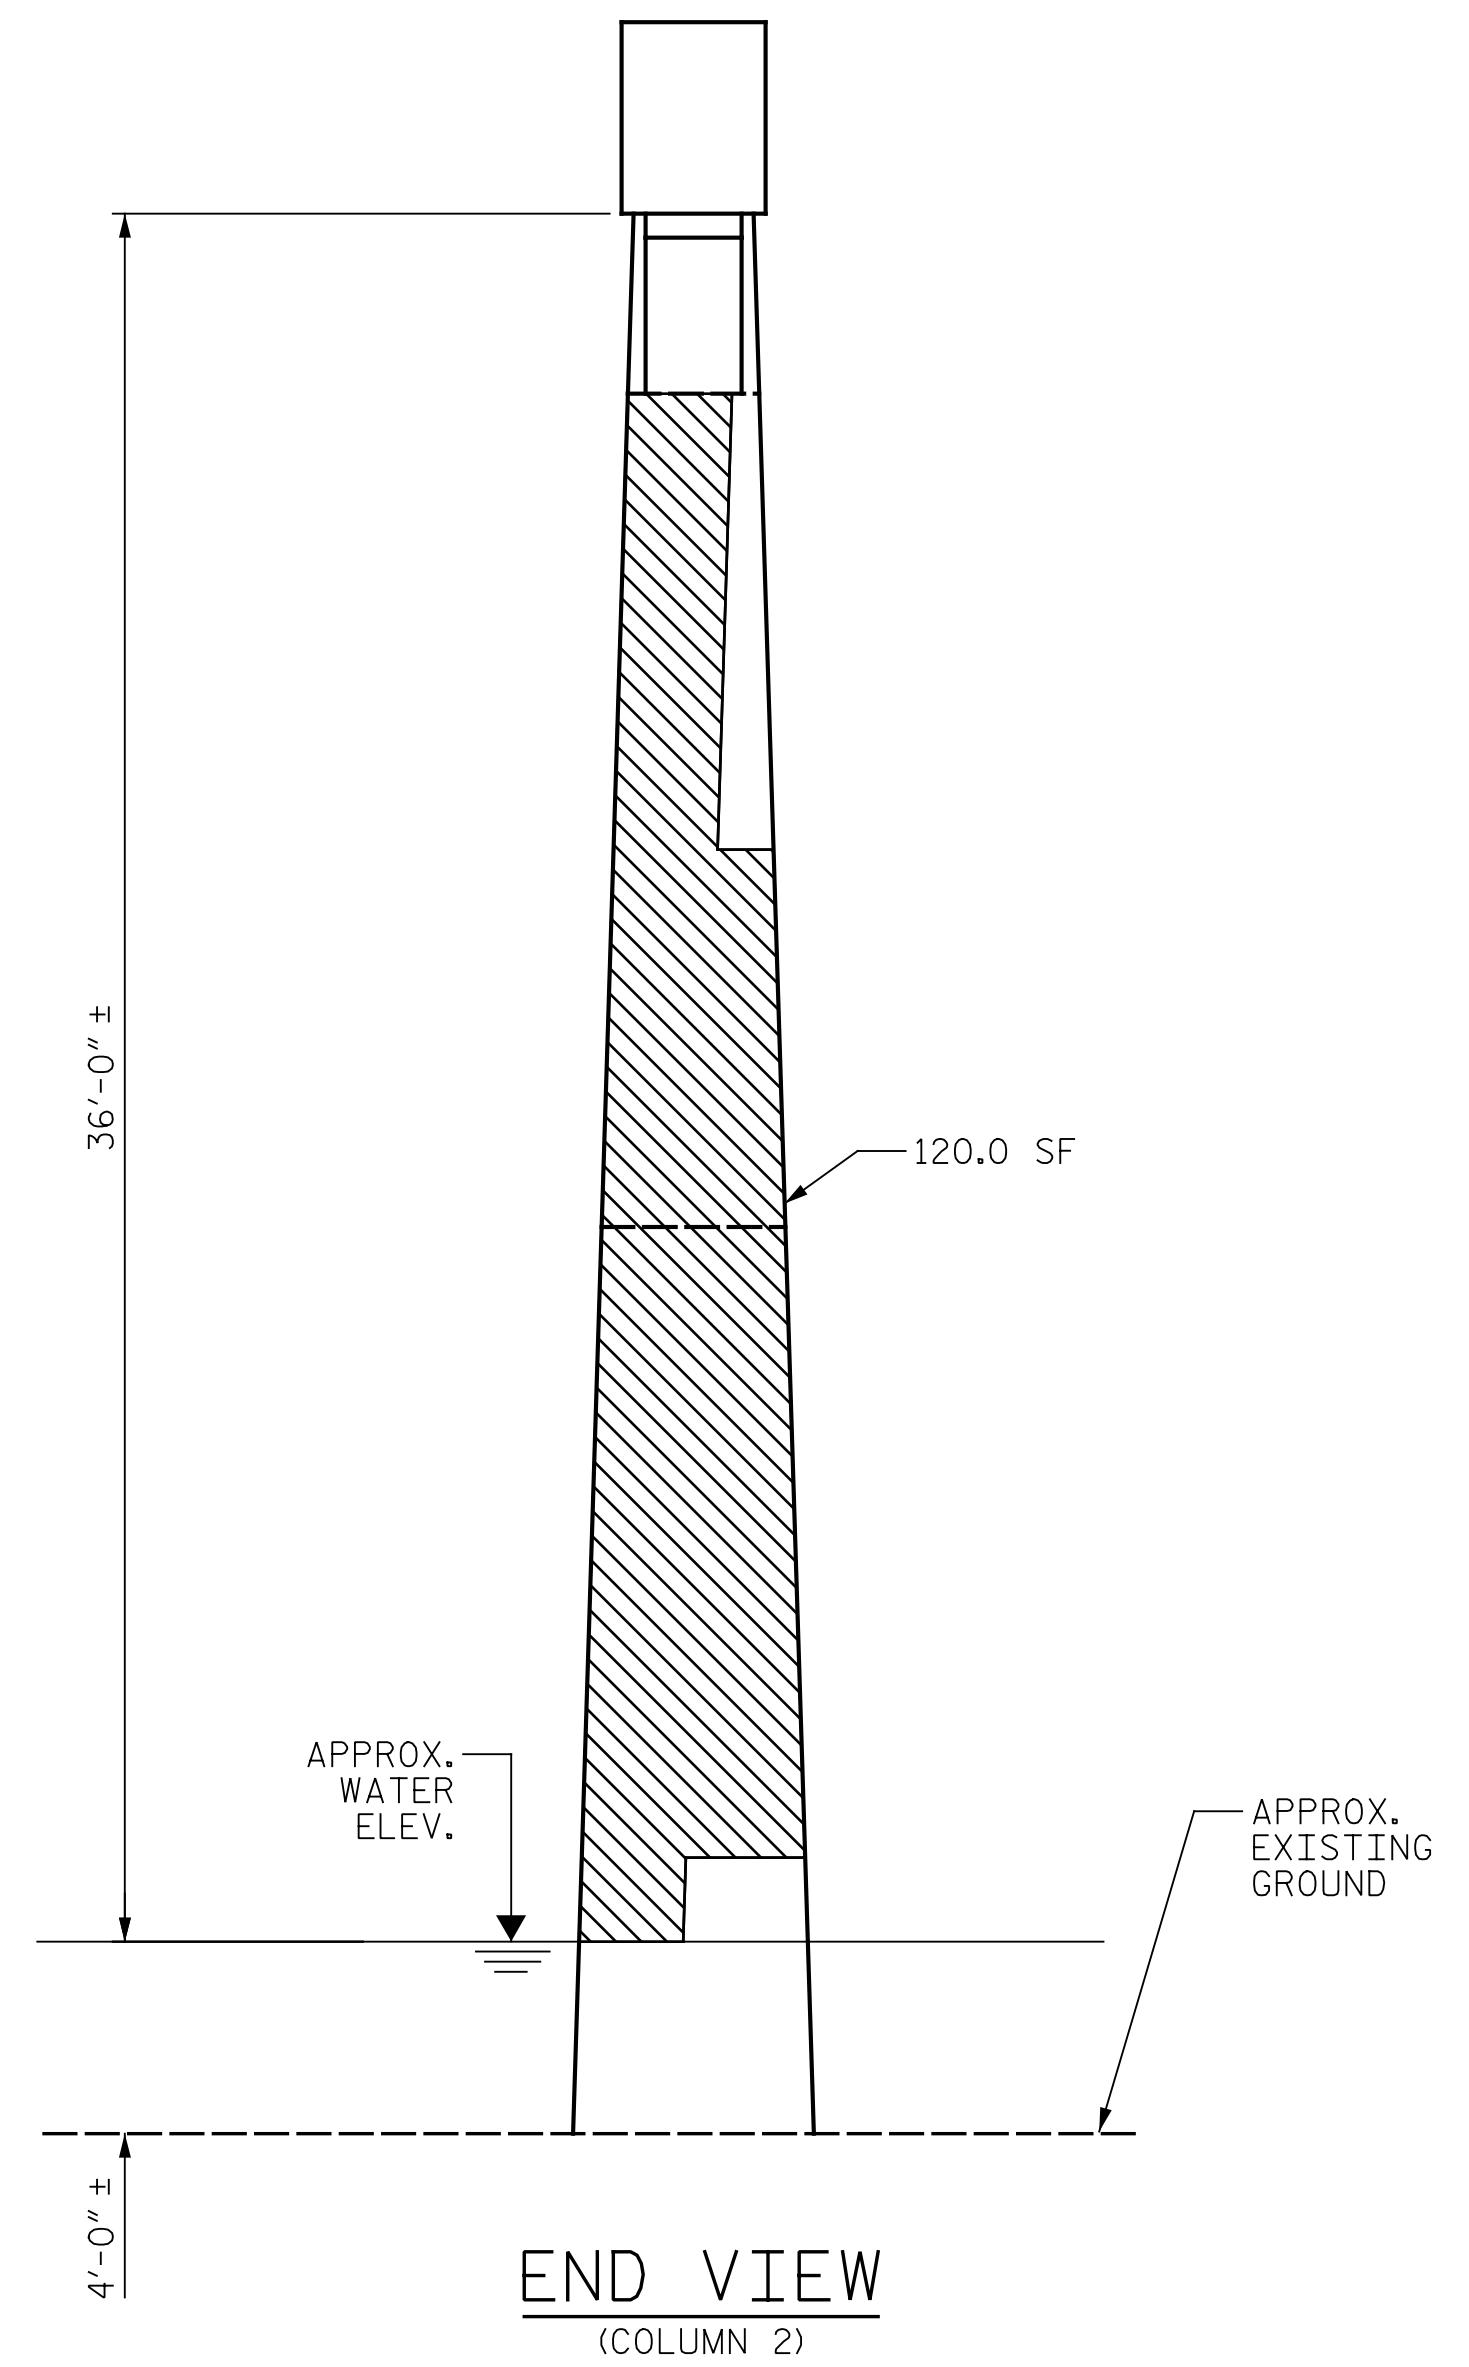 36'-0" ±
120.0 SF
APPROX.
WATER
ELEV.
APPROX.
EXISTING
GROUND
4'-0" ±
END VIEW
(COLUMN 2)